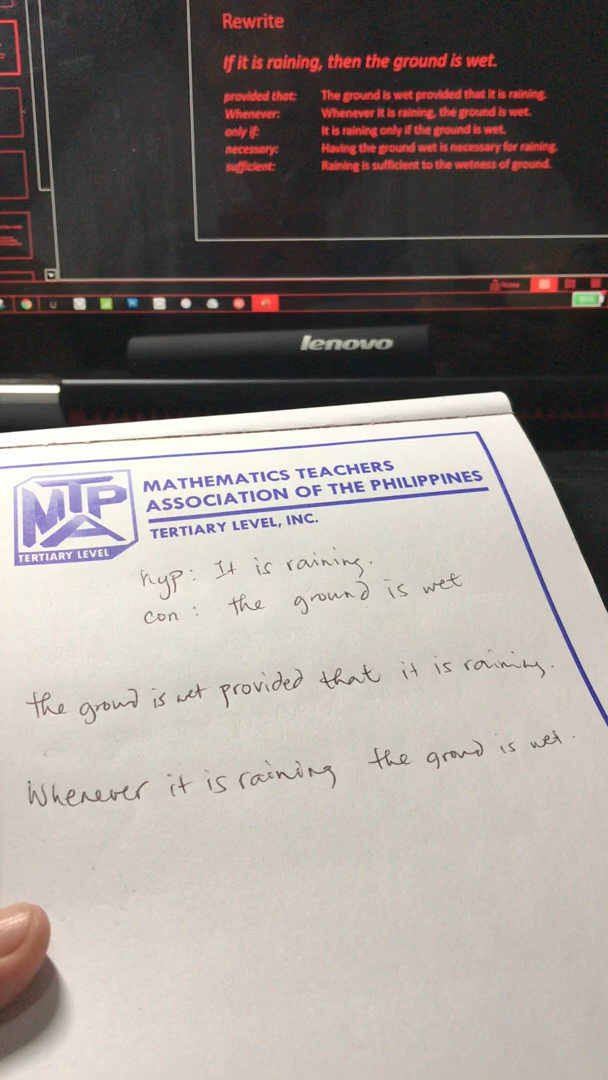 Rewrite
If it is raining, then the ground is wet.
provided that: The ground is wet provided that it is raining.
Whenever: Whenever it is raining, the ground is wet.
only if: It is raining only if the ground is wet.
necessary: Having the ground wet is necessary for raining.
sufficient: Raining is sufficient to the wetness of ground.
lenovo
MTAP
TERTIARY LEVEL
MATHEMATICS TEACHERS
ASSOCIATION OF THE PHILIPPINES
TERTIARY LEVEL, INC.
hyp: It is raining.
con: the ground is wet
the ground is wet provided that it is raining.
Whenever it is raining the ground is wet.